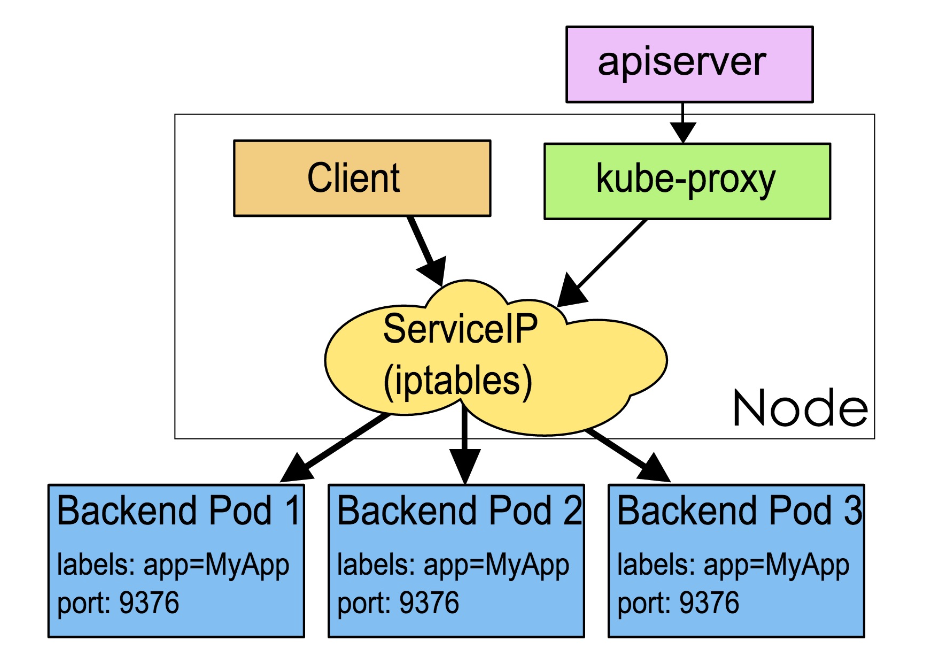 apiserver
Client
kube-proxy
ServiceIP
(iptables)
Node
Backend Pod 1
labels: app=MyApp
port: 9376
Backend Pod 2
labels: app=MyApp
port: 9376
Backend Pod 3
labels: app=MyApp
port: 9376